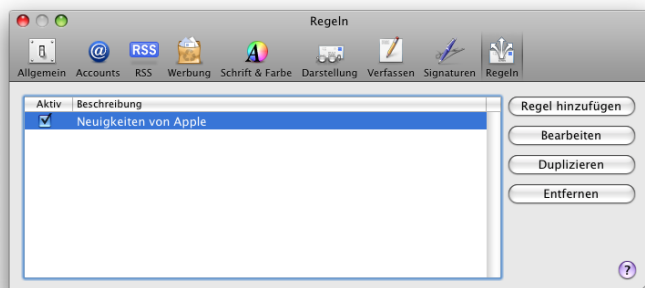 Regeln
RSS
Allgemein Accounts RSS Werbung Schrift & Farbe Darstellung Verfassen Signaturen Regeln
Aktiv Beschreibung
Neuigkeiten von Apple
Regel hinzufügen
Bearbeiten
Duplizieren
Entfernen
?